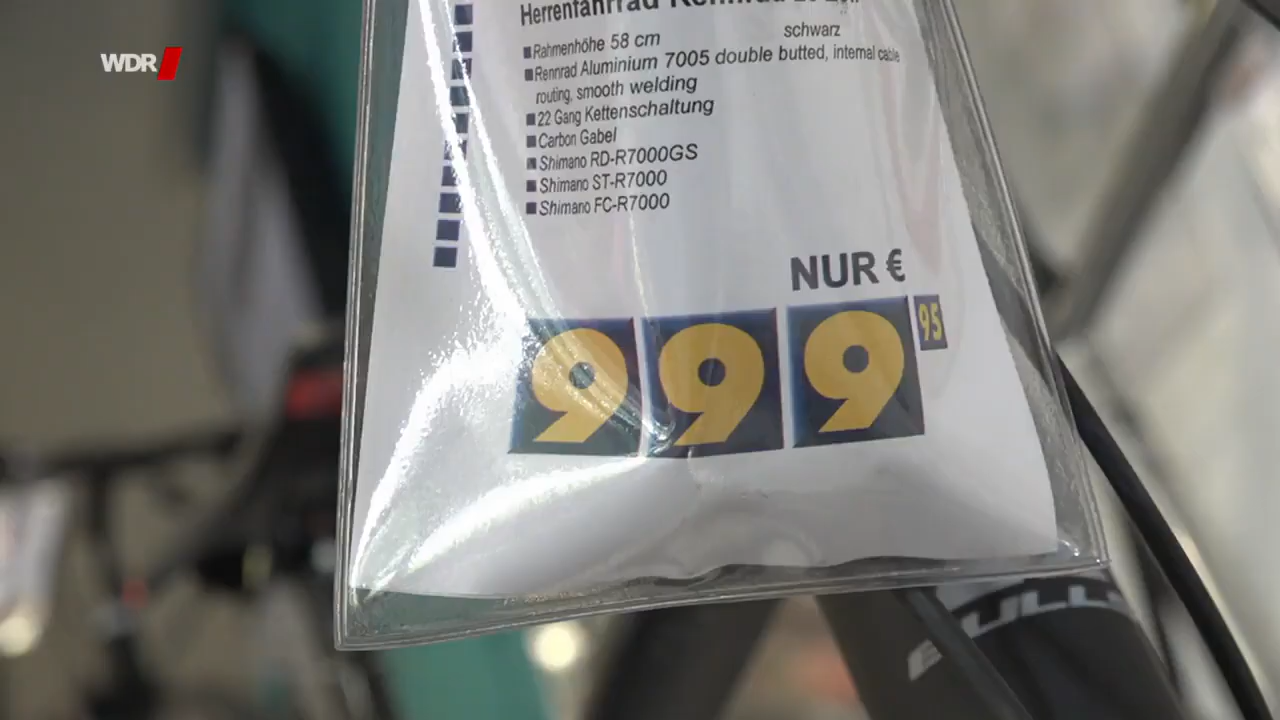 WDR
Herrenfahrrad Rennrad
schwarz
Rahmenhöhe 58 cm
Rennrad Aluminium 7005 double butted, internal cable
routing, smooth welding
22 Gang Kettenschaltung
Carbon Gabel
Shimano RD-R7000GS
Shimano ST-R7000
Shimano FC-R7000
NUR €
999 95